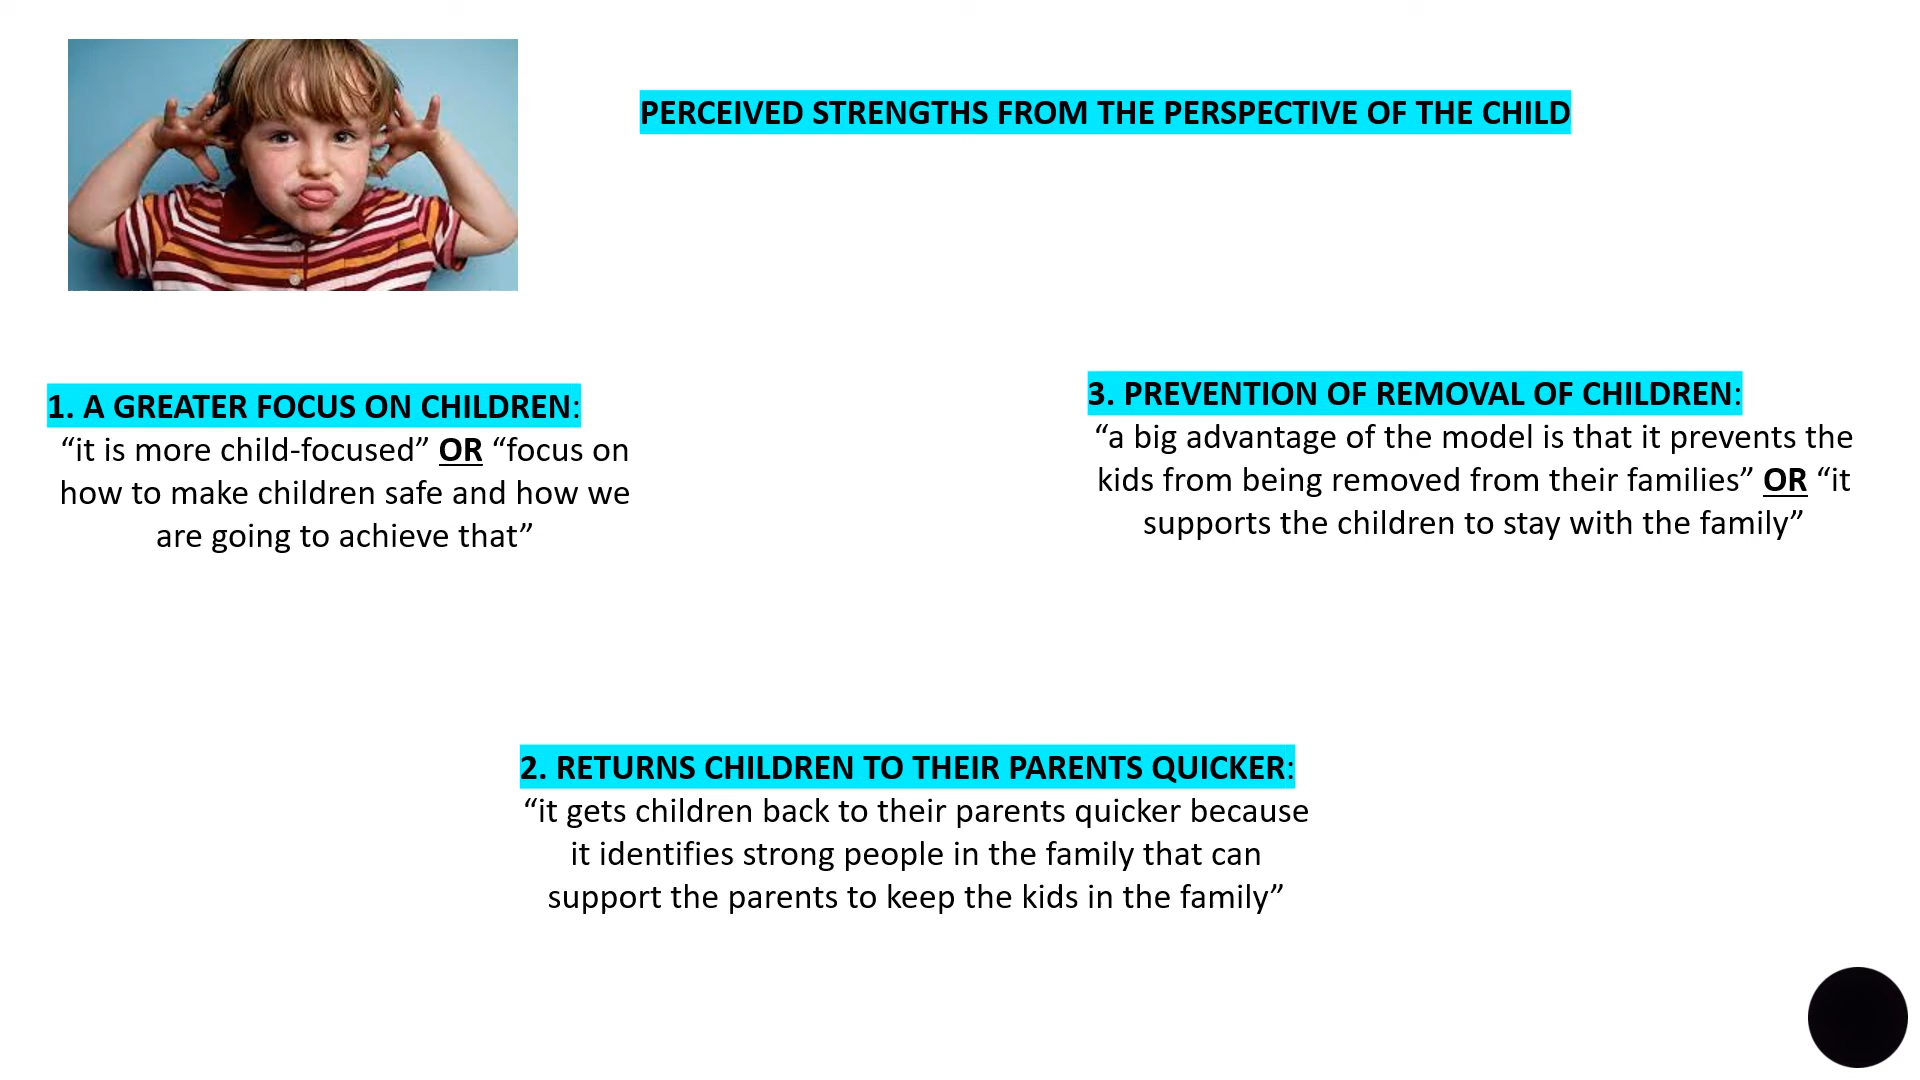 PERCEIVED STRENGTHS FROM THE PERSPECTIVE OF THE CHILD
1. A GREATER FOCUS ON CHILDREN:
“it is more child-focused” OR “focus on
how to make children safe and how we
are going to achieve that”
3. PREVENTION OF REMOVAL OF CHILDREN:
“a big advantage of the model is that it prevents the
kids from being removed from their families” OR “it
supports the children to stay with the family”
2. RETURNS CHILDREN TO THEIR PARENTS QUICKER:
“it gets children back to their parents quicker because
it identifies strong people in the family that can
support the parents to keep the kids in the family”